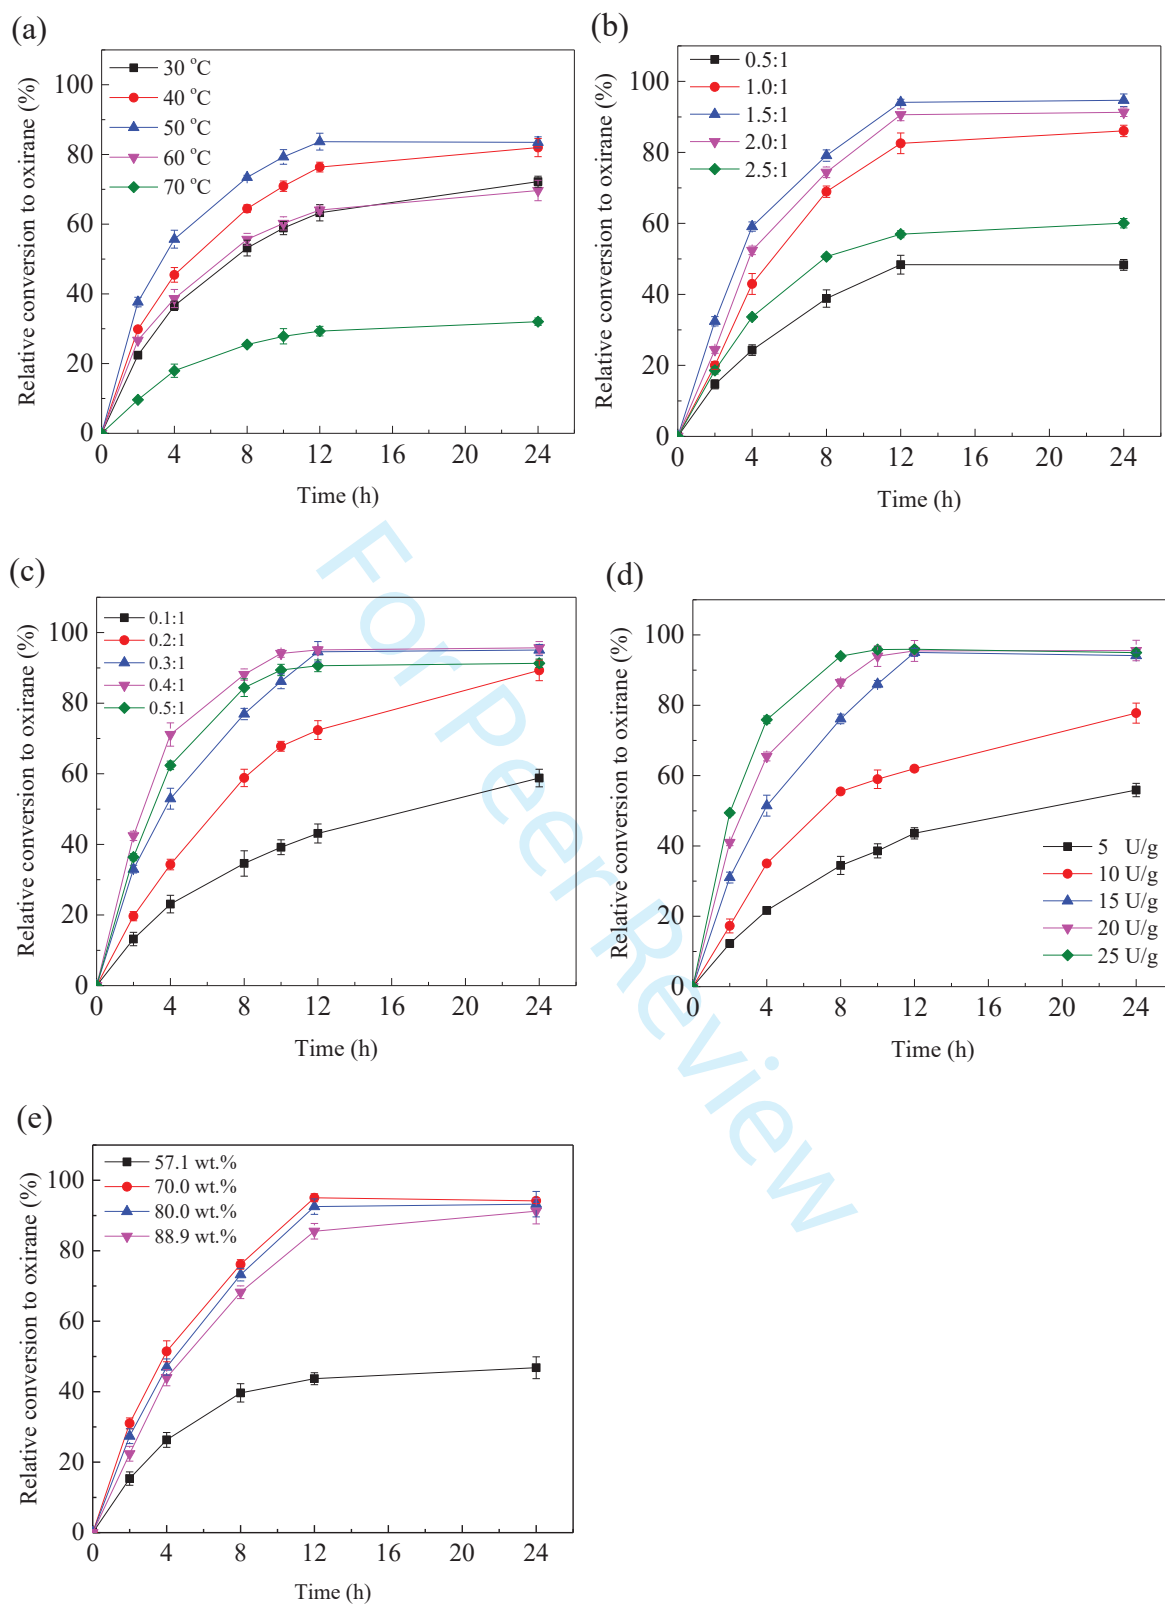 (a)
30 °C
40 °C
50 °C
60 °C
70 °C
Relative conversion to oxirane (%)
100
80
60
40
20
0
0 4 8 12 16 20 24
Time (h)
(b)
0.5:1
1.0:1
1.5:1
2.0:1
2.5:1
Relative conversion to oxirane (%)
100
80
60
40
20
0
0 4 8 12 16 20 24
Time (h)
(c)
0.1:1
0.2:1
0.3:1
0.4:1
0.5:1
Relative conversion to oxirane (%)
100
80
60
40
20
0
0 4 8 12 16 20 24
Time (h)
(d)
5 U/g
10 U/g
15 U/g
20 U/g
25 U/g
Relative conversion to oxirane (%)
100
80
60
40
20
0
0 4 8 12 16 20 24
Time (h)
(e)
57.1 wt.%
70.0 wt.%
80.0 wt.%
88.9 wt.%
Relative conversion to oxirane (%)
100
80
60
40
20
0
0 4 8 12 16 20 24
Time (h)
For Peer Review